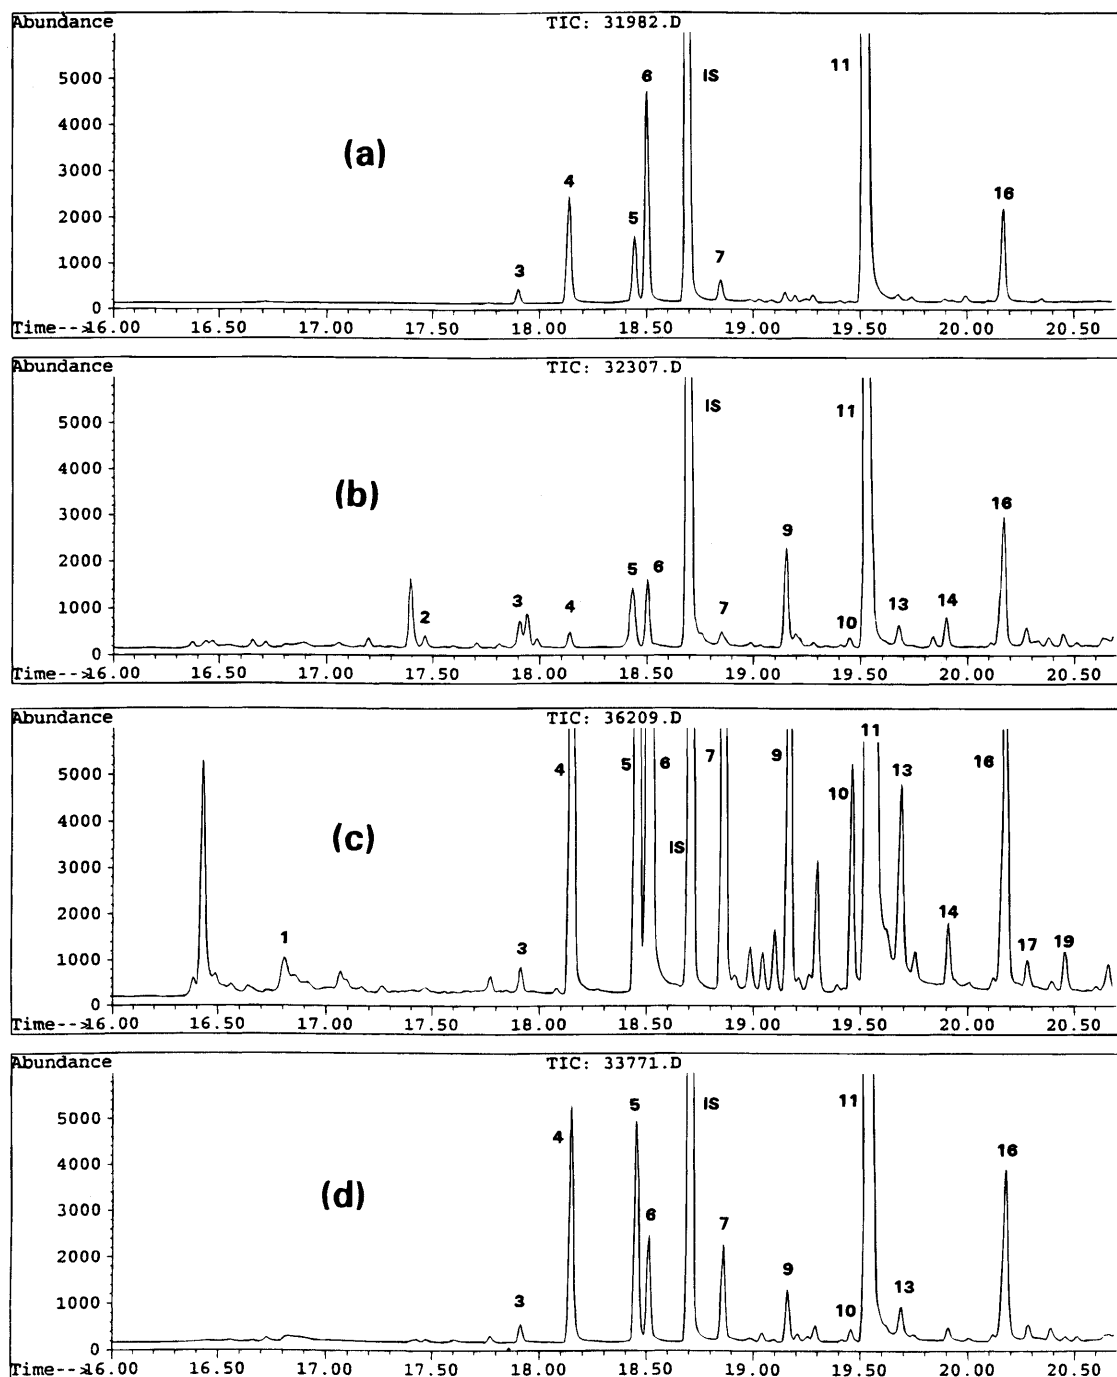 Abundance TIC: 31982.D
5000 IS 11
6
4000
(a)
3000
4
2000 16
5
1000 7
3
0
Time--> 16.00 16.50 17.00 17.50 18.00 18.50 19.00 19.50 20.00 20.50
Abundance TIC: 32307.D
5000 IS 11
4000
(b)
3000 16
9
2000
5 6
1000 2 3 4 7 10 13 14
0
Time--> 16.00 16.50 17.00 17.50 18.00 18.50 19.00 19.50 20.00 20.50
Abundance TIC: 36209.D
11
5000 4 5 6 7 9 13 16
10
4000
(c) IS
3000
2000
14
1000 1 3 17 19
0
Time--> 16.00 16.50 17.00 17.50 18.00 18.50 19.00 19.50 20.00 20.50
Abundance TIC: 33771.D
5000 5 IS 11
4
4000 16
(d)
3000
6 7
2000
9
1000 3 10 13
0
Time--> 16.00 16.50 17.00 17.50 18.00 18.50 19.00 19.50 20.00 20.50